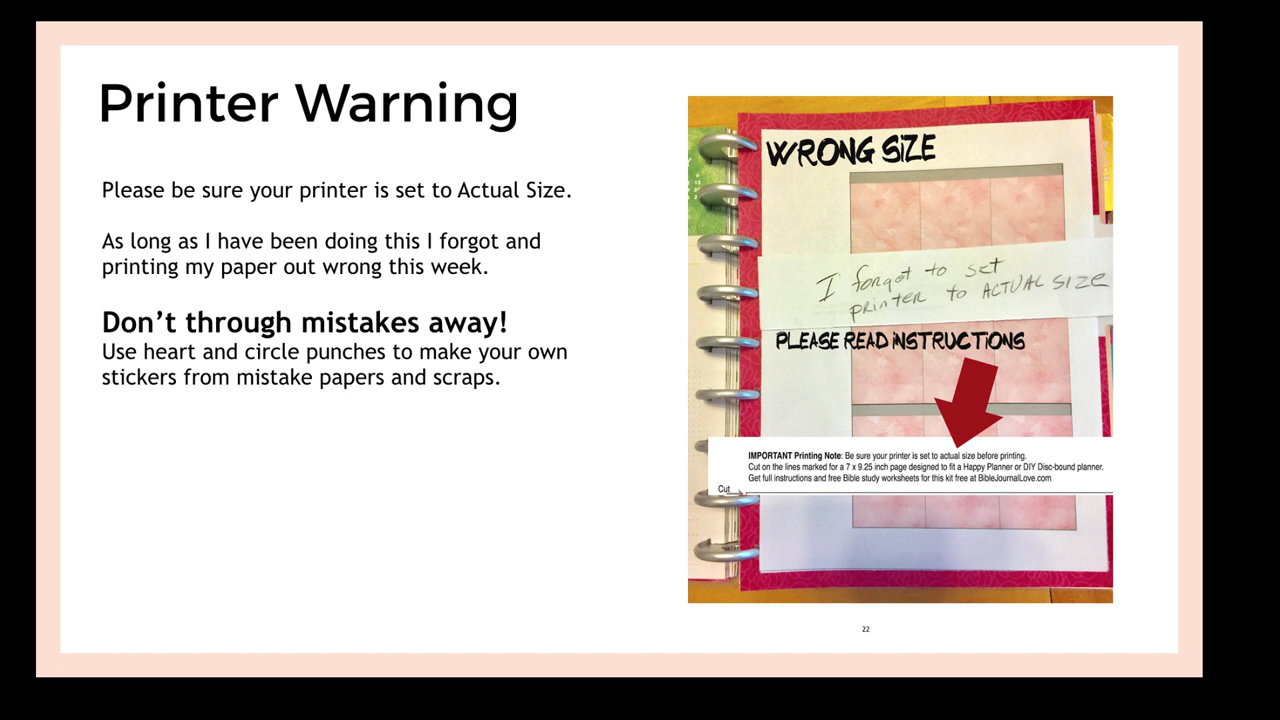 Printer Warning
Please be sure your printer is set to Actual Size.
As long as I have been doing this I forgot and
printing my paper out wrong this week.
Don’t through mistakes away!
Use heart and circle punches to make your own
stickers from mistake papers and scraps.
WRONG SIZE
I forgot to set
printer to ACTUAL SIZE
PLEASE READ INSTRUCTIONS
IMPORTANT Printing Note: Be sure your printer is set to actual size before printing.
Cut on the lines marked for a 7 x 9.25 inch page designed to fit a Happy Planner or DIY Disc-bound planner.
Get full instructions and free Bible study worksheets for this kit free at BibleJournalLove.com
Cut
22